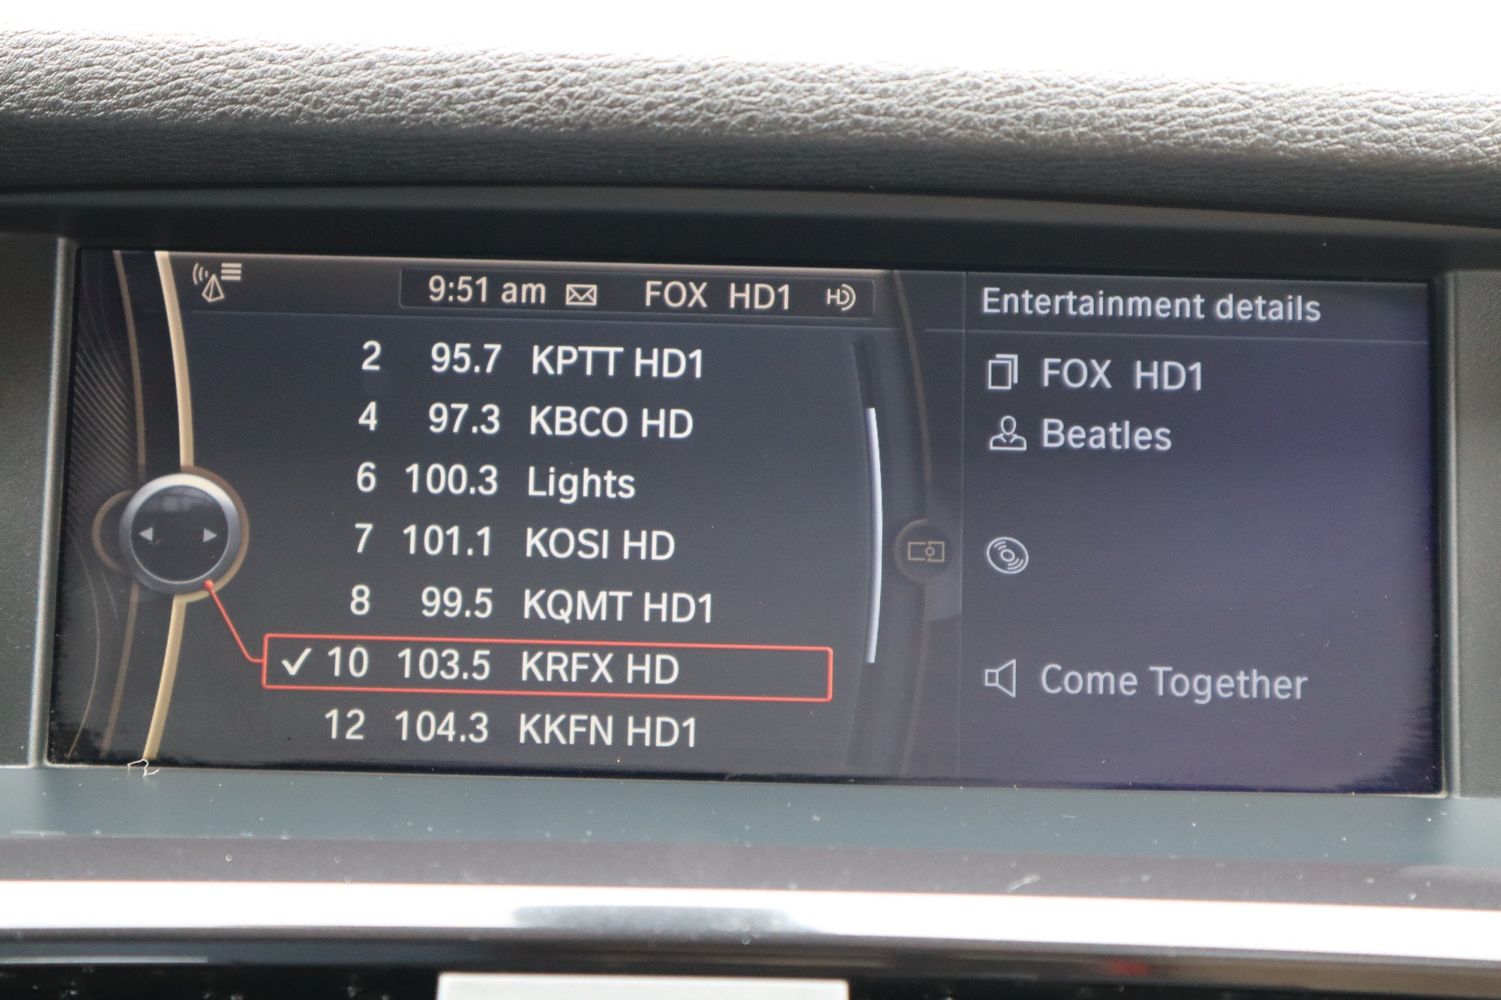 9:51 am FOX HD1 HD
Entertainment details
2 95.7 KPTT HD1
4 97.3 KBCO HD
6 100.3 Lights
7 101.1 KOSI HD
8 99.5 KQMT HD1
10 103.5 KRFX HD
12 104.3 KKFN HD1
FOX HD1
Beatles
Come Together